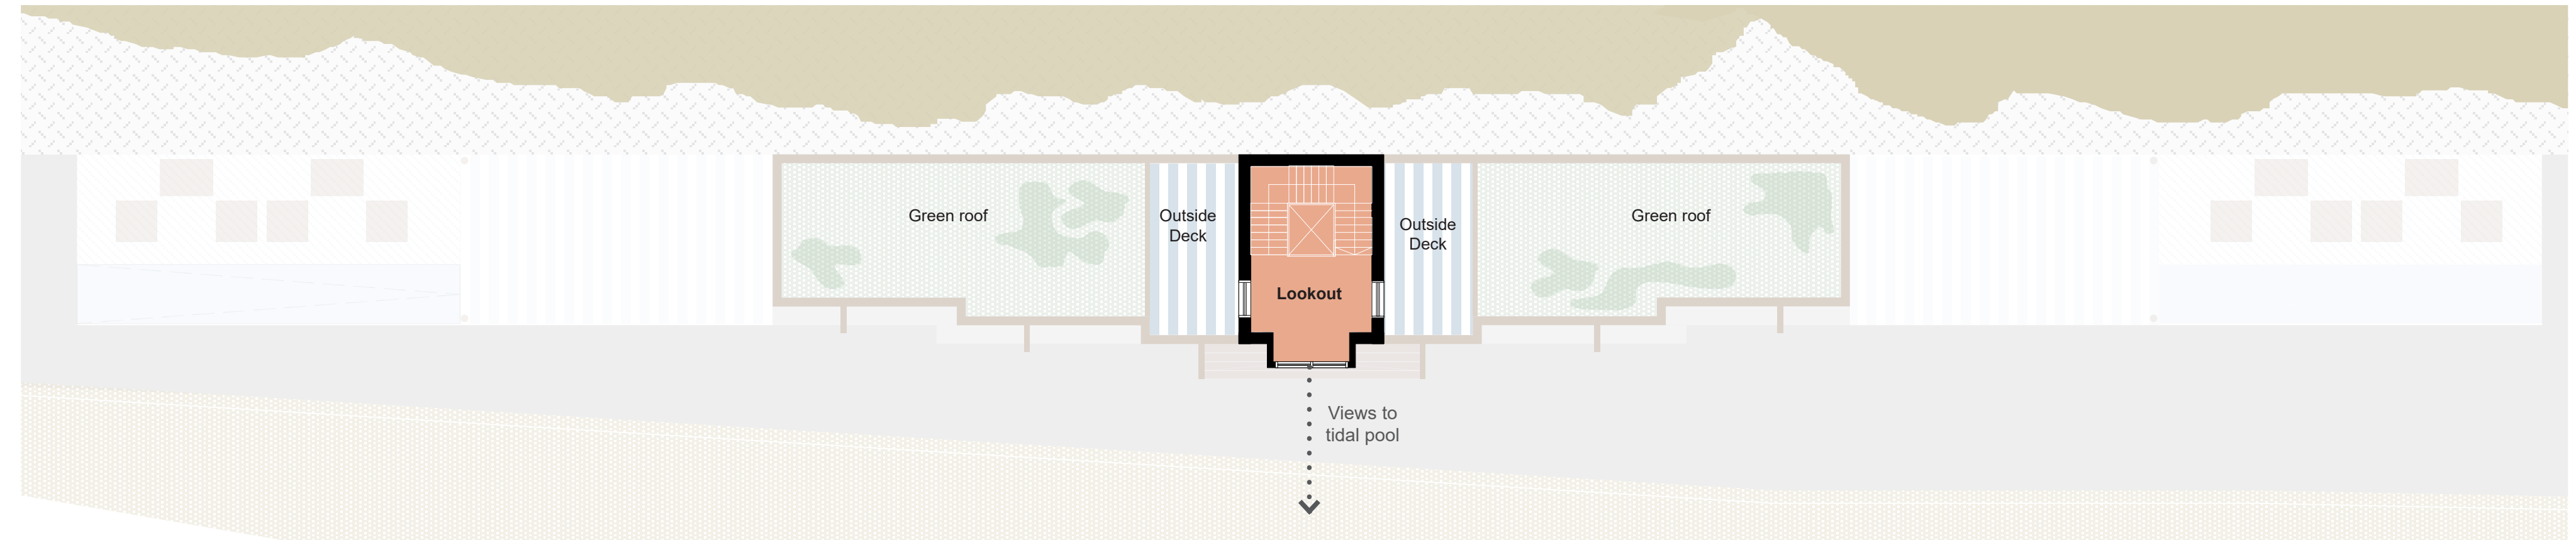 Green roof
Outside
Deck
Lookout
Outside
Deck
Green roof
Views to
tidal pool